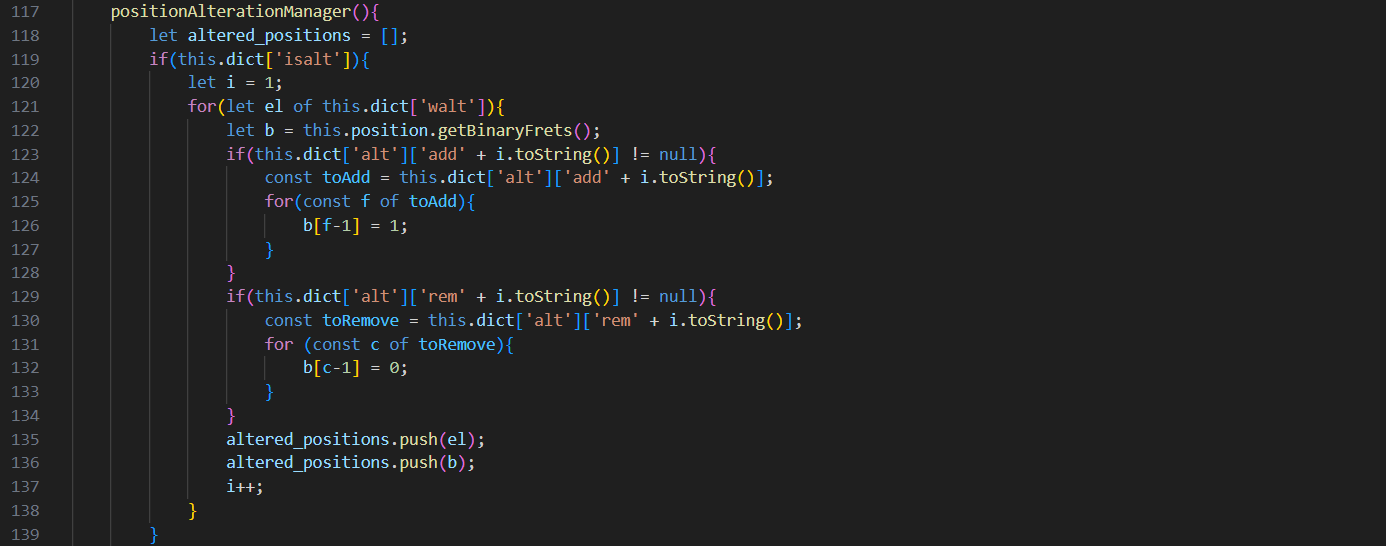 117 positionAlterationManager(){
118 let altered_positions = [];
119 if(this.dict['isalt']){
120 let i = 1;
121 for(let el of this.dict['walt']){
122 let b = this.position.getBinaryFrets();
123 if(this.dict['alt']['add' + i.toString()] != null){
124 const toAdd = this.dict['alt']['add' + i.toString()];
125 for(const f of toAdd){
126 b[f-1] = 1;
127 }
128 }
129 if(this.dict['alt']['rem' + i.toString()] != null){
130 const toRemove = this.dict['alt']['rem' + i.toString()];
131 for (const c of toRemove){
132 b[c-1] = 0;
133 }
134 }
135 altered_positions.push(el);
136 altered_positions.push(b);
137 i++;
138 }
139 }